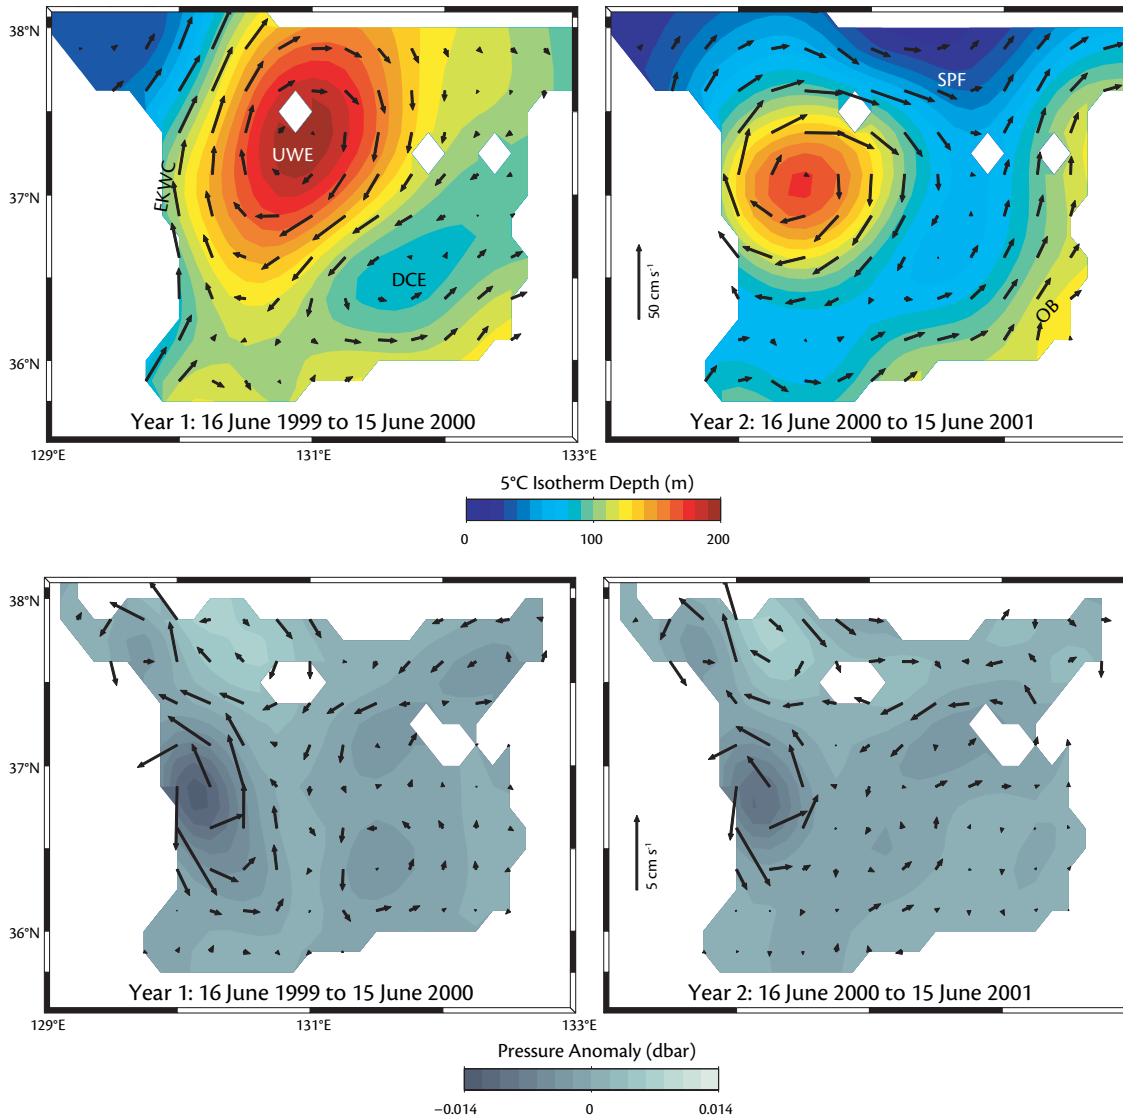 38°N
SPF
UWE
EKWC
37°N
DCE
50 cm s⁻¹
OB
36°N
Year 1: 16 June 1999 to 15 June 2000
Year 2: 16 June 2000 to 15 June 2001
129°E
131°E
133°E
5°C Isotherm Depth (m)
0
100
200
38°N
37°N
5 cm s⁻¹
36°N
Year 1: 16 June 1999 to 15 June 2000
Year 2: 16 June 2000 to 15 June 2001
129°E
131°E
133°E
Pressure Anomaly (dbar)
−0.014
0
0.014